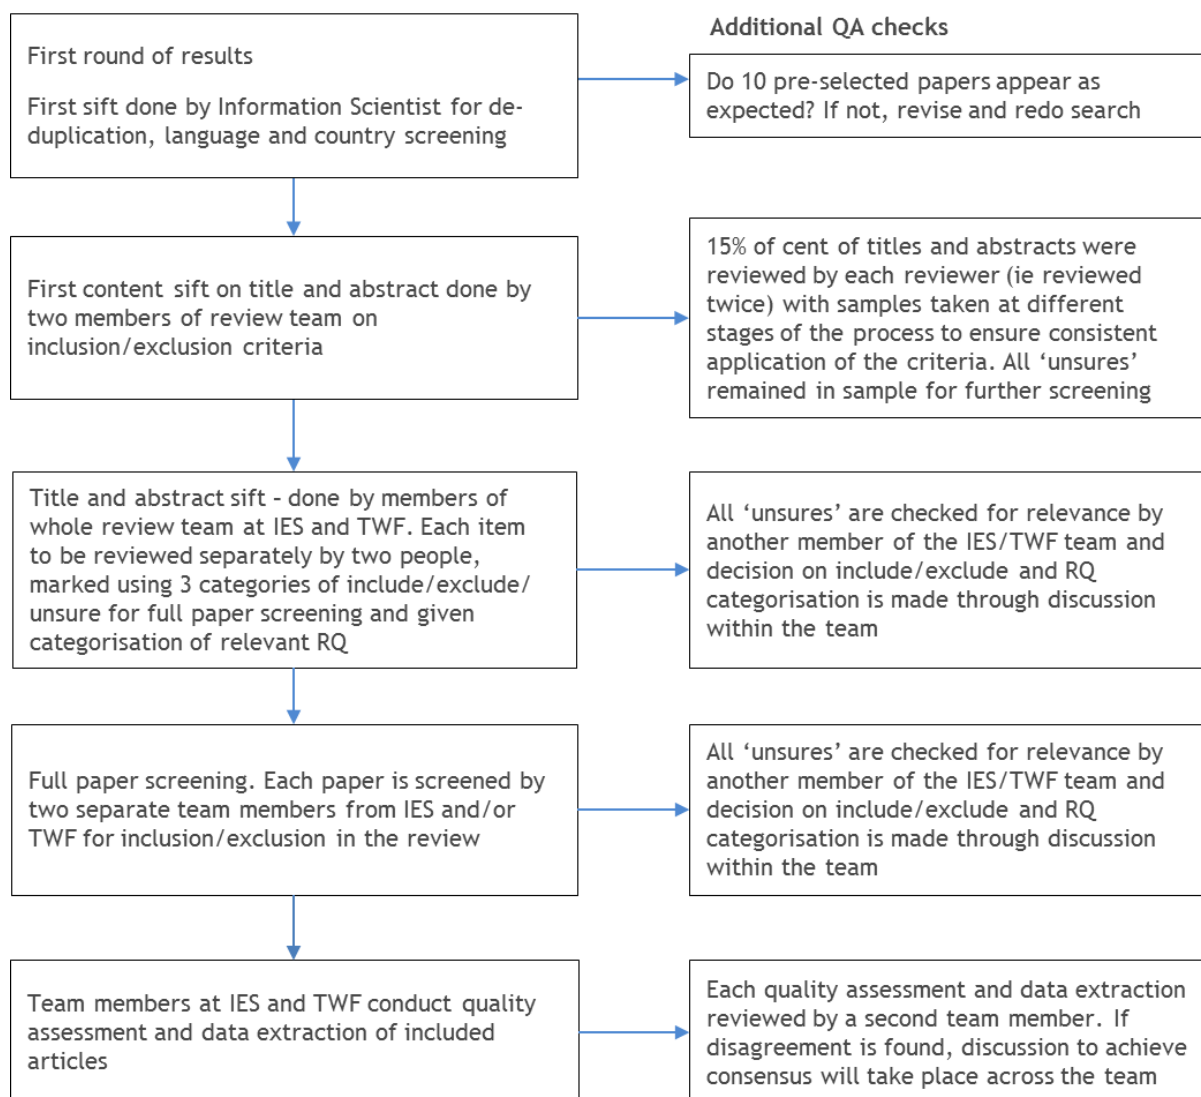 Additional QA checks
First round of results
First sift done by Information Scientist for de-
duplication, language and country screening
Do 10 pre-selected papers appear as
expected? If not, revise and redo search
First content sift on title and abstract done by
two members of review team on
inclusion/exclusion criteria
15% of cent of titles and abstracts were
reviewed by each reviewer (ie reviewed
twice) with samples taken at different
stages of the process to ensure consistent
application of the criteria. All ‘unsures’
remained in sample for further screening
Title and abstract sift – done by members of
whole review team at IES and TWF. Each item
to be reviewed separately by two people,
marked using 3 categories of include/exclude/
unsure for full paper screening and given
categorisation of relevant RQ
All ‘unsures’ are checked for relevance by
another member of the IES/TWF team and
decision on include/exclude and RQ
categorisation is made through discussion
within the team
Full paper screening. Each paper is screened by
two separate team members from IES and/or
TWF for inclusion/exclusion in the review
All ‘unsures’ are checked for relevance by
another member of the IES/TWF team and
decision on include/exclude and RQ
categorisation is made through discussion
within the team
Team members at IES and TWF conduct quality
assessment and data extraction of included
articles
Each quality assessment and data extraction
reviewed by a second team member. If
disagreement is found, discussion to achieve
consensus will take place across the team